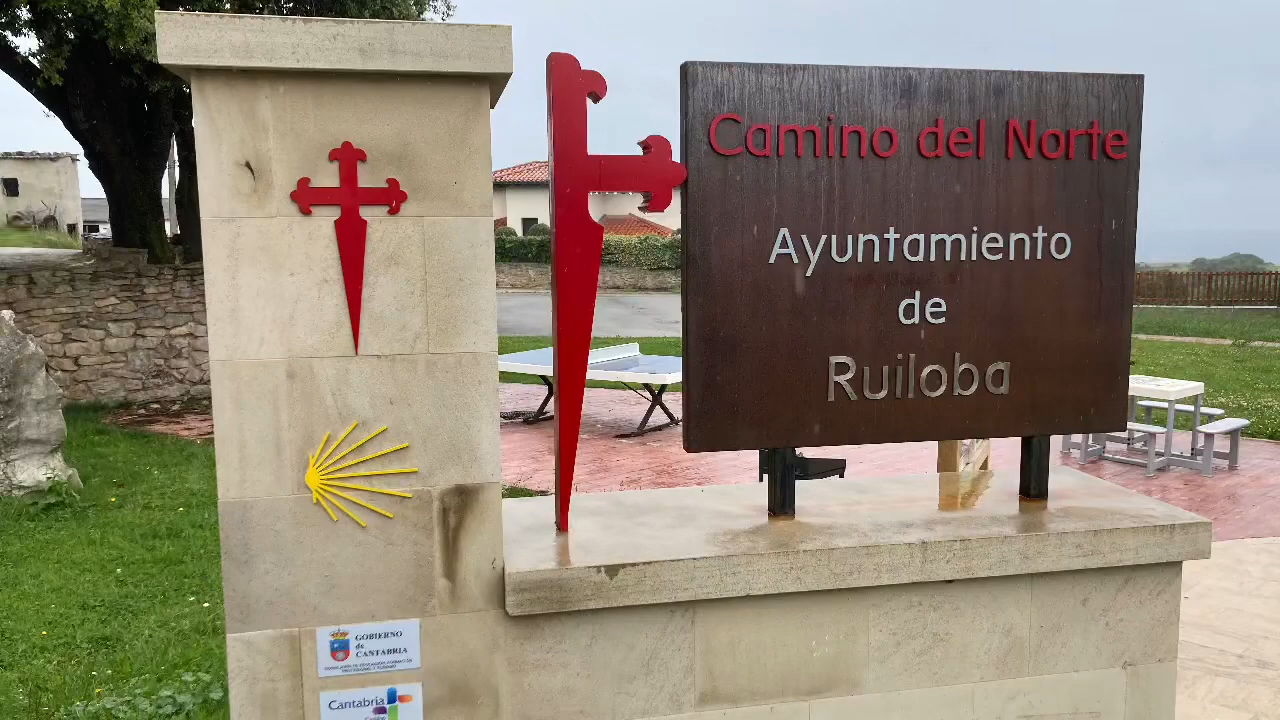 Camino del Norte
Ayuntamiento
de
Ruiloba
GOBIERNO
de
CANTABRIA
Cantabria